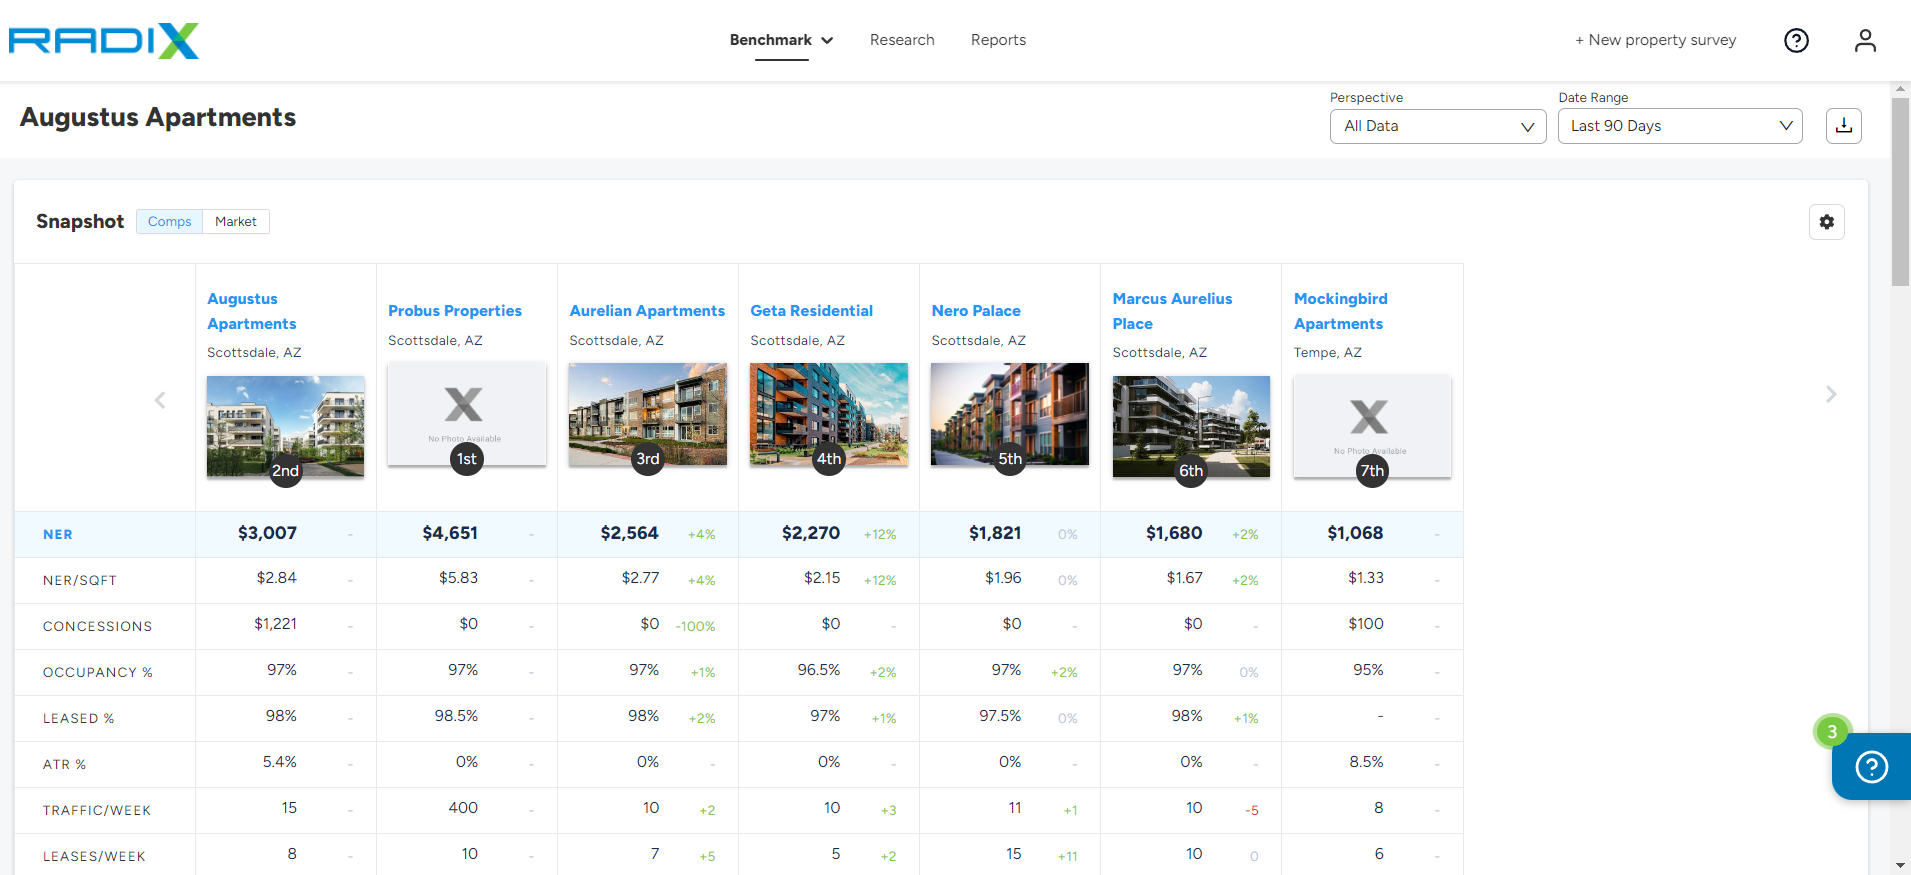 RADIX
Benchmark
Research
Reports
+ New property survey
Augustus Apartments
Perspective
All Data
Date Range
Last 90 Days
Snapshot
Comps
Market
Augustus
Apartments
Scottsdale, AZ
2nd
Probus Properties
Scottsdale, AZ
No Photo Available
1st
Aurelian Apartments
Scottsdale, AZ
3rd
Geta Residential
Scottsdale, AZ
4th
Nero Palace
Scottsdale, AZ
5th
Marcus Aurelius
Place
Scottsdale, AZ
6th
Mockingbird
Apartments
Tempe, AZ
No Photo Available
7th
NER $3,007 - $4,651 - $2,564 +4% $2,270 +12% $1,821 0% $1,680 +2% $1,068 -
NER/SQFT $2.84 - $5.83 - $2.77 +4% $2.15 +12% $1.96 0% $1.67 +2% $1.33 -
CONCESSIONS $1,221 - $0 - $0 -100% $0 - $0 - $0 - $100 -
OCCUPANCY % 97% - 97% - 97% +1% 96.5% +2% 97% +2% 97% 0% 95% -
LEASED % 98% - 98.5% - 98% +2% 97% +1% 97.5% 0% 98% +1% - -
ATR % 5.4% - 0% - 0% - 0% - 0% - 0% - 8.5% -
TRAFFIC/WEEK 15 - 400 - 10 +2 10 +3 11 +1 10 -5 8 -
LEASES/WEEK 8 - 10 - 7 +5 5 +2 15 +11 10 0 6 -
3